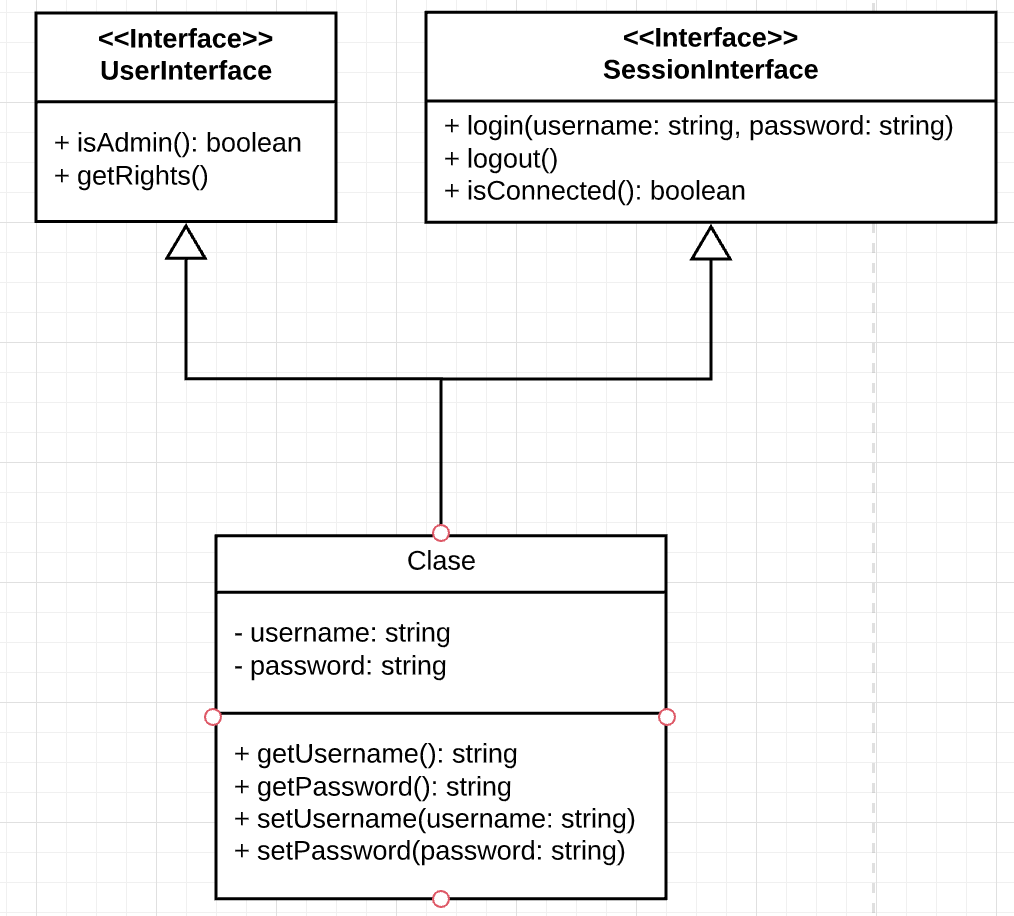 <<Interface>>
UserInterface
+ isAdmin(): boolean
+ getRights()
<<Interface>>
SessionInterface
+ login(username: string, password: string)
+ logout()
+ isConnected(): boolean
Clase
- username: string
- password: string
+ getUsername(): string
+ getPassword(): string
+ setUsername(username: string)
+ setPassword(password: string)